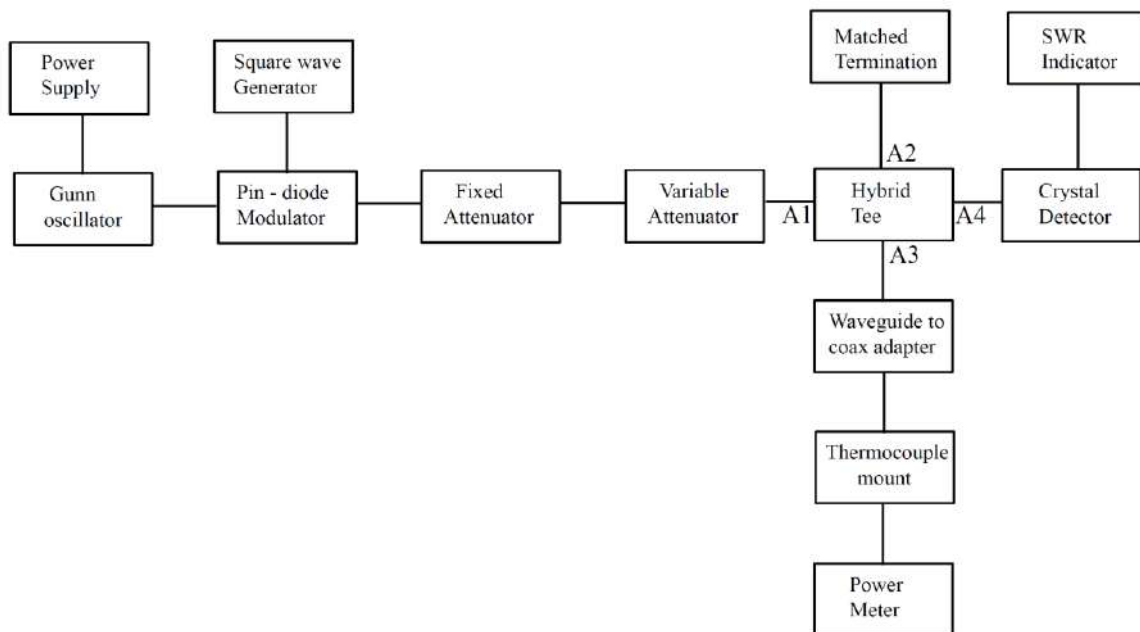 Power
Supply
Square wave
Generator
Matched
Termination
SWR
Indicator
A2
Gunn
oscillator
Pin - diode
Modulator
Fixed
Attenuator
Variable
Attenuator
A1
Hybrid
Tee
A4
Crystal
Detector
A3
Waveguide to
coax adapter
Thermocouple
mount
Power
Meter